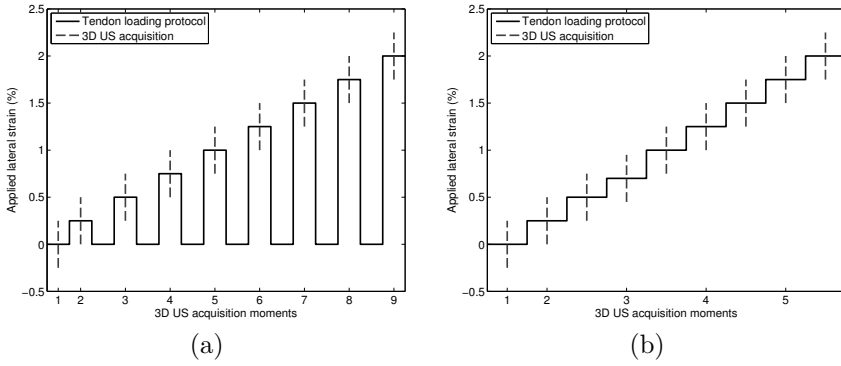 2.5
2
1.5
1
0.5
0
−0.5
Applied lateral strain (%)
Tendon loading protocol
3D US acquisition
1 2 3 4 5 6 7 8 9
3D US acquisition moments
(a)
2.5
2
1.5
1
0.5
0
−0.5
Applied lateral strain (%)
Tendon loading protocol
3D US acquisition
1 2 3 4 5
3D US acquisition moments
(b)